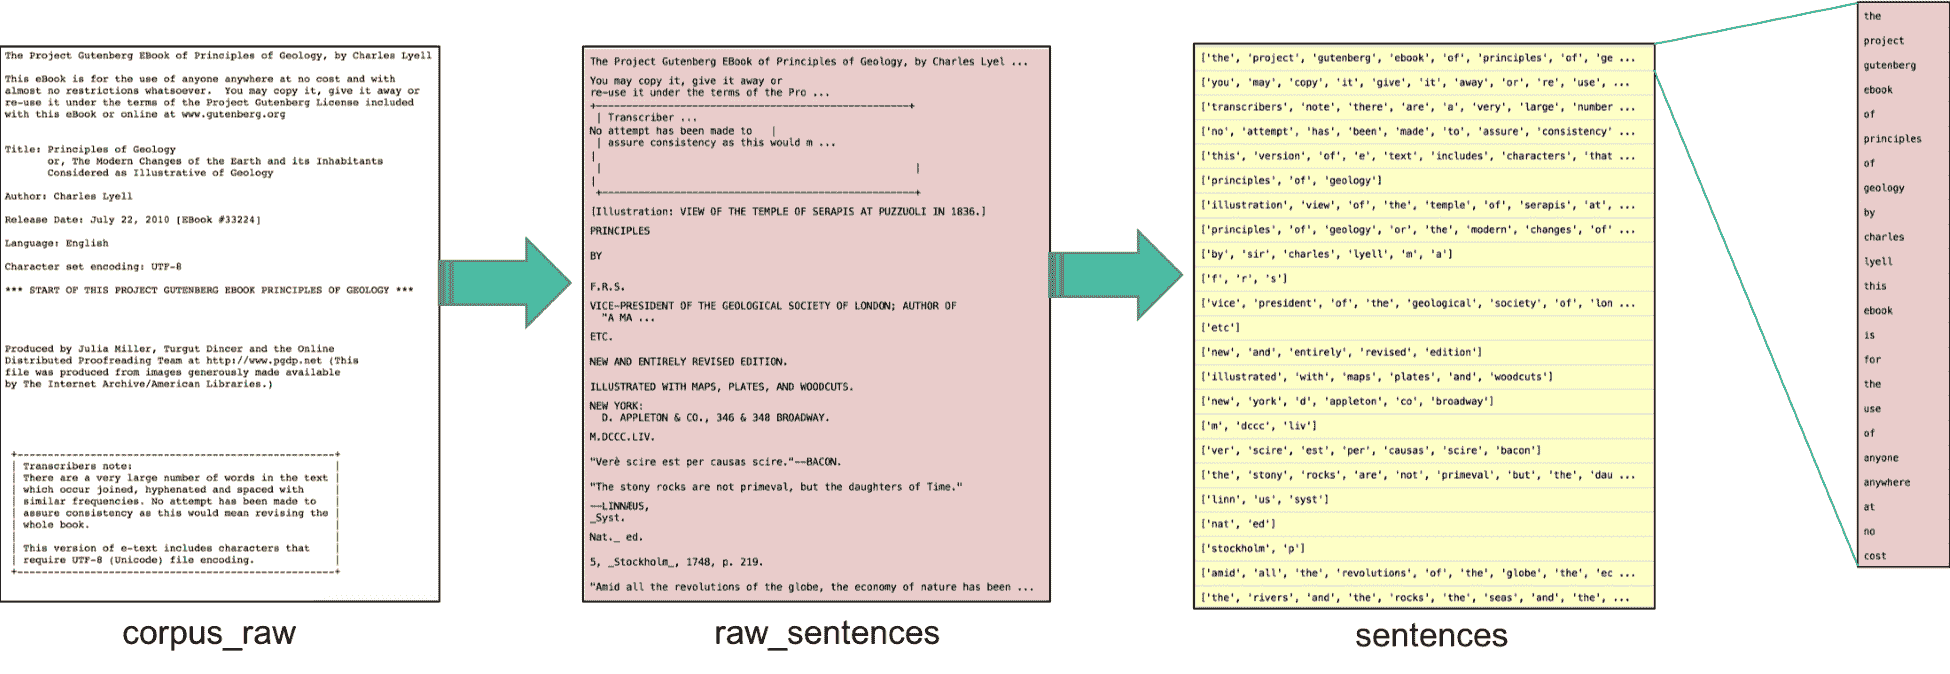 The Project Gutenberg EBook of Principles of Geology, by Charles Lyell
This eBook is for the use of anyone anywhere at no cost and with
almost no restrictions whatsoever.  You may copy it, give it away or
re-use it under the terms of the Project Gutenberg License included
with this eBook or online at www.gutenberg.org
Title: Principles of Geology
or, The Modern Changes of the Earth and its Inhabitants
Considered as Illustrative of Geology
Author: Charles Lyell
Release Date: July 22, 2010 [EBook #33224]
Language: English
Character set encoding: UTF-8
*** START OF THIS PROJECT GUTENBERG EBOOK PRINCIPLES OF GEOLOGY ***
Produced by Julia Miller, Turgut Dincer and the Online
Distributed Proofreading Team at http://www.pgdp.net (This
file was produced from images generously made available
by The Internet Archive/American Libraries.)
Transcribers note:
There are a very large number of words in the text
which occur joined, hyphenated and spaced with
similar frequencies. No attempt has been made to
assure consistency as this would mean revising the
whole book.
This version of e-text includes characters that
require UTF-8 (Unicode) file encoding.
corpus_raw
The Project Gutenberg EBook of Principles of Geology, by Charles Lyel ...
You may copy it, give it away or
re-use it under the terms of the Pro ...
| Transcriber ...
No attempt has been made to   |
| assure consistency as this would m ...
[Illustration: VIEW OF THE TEMPLE OF SERAPIS AT PUZZUOLI IN 1836.]
PRINCIPLES
BY
F.R.S.
VICE-PRESIDENT OF THE GEOLOGICAL SOCIETY OF LONDON; AUTHOR OF
"A MA ...
ETC.
NEW AND ENTIRELY REVISED EDITION.
ILLUSTRATED WITH MAPS, PLATES, AND WOODCUTS.
NEW YORK:
D. APPLETON & CO., 346 & 348 BROADWAY.
M.DCCC.LIV.
"Verè scire est per causas scire."--BACON.
"The stony rocks are not primeval, but the daughters of Time."
--LINNÆUS,
_Syst.
Nat._ ed.
5, _Stockholm_, 1748, p. 219.
"Amid all the revolutions of the globe, the economy of nature has been ...
raw_sentences
['the', 'project', 'gutenberg', 'ebook', 'of', 'principles', 'of', 'ge ...
['you', 'may', 'copy', 'it', 'give', 'it', 'away', 'or', 're', 'use', ...
['transcribers', 'note', 'there', 'are', 'a', 'very', 'large', 'number ...
['no', 'attempt', 'has', 'been', 'made', 'to', 'assure', 'consistency' ...
['this', 'version', 'of', 'e', 'text', 'includes', 'characters', 'that ...
['principles', 'of', 'geology']
['illustration', 'view', 'of', 'the', 'temple', 'of', 'serapis', 'at', ...
['principles', 'of', 'geology', 'or', 'the', 'modern', 'changes', 'of' ...
['by', 'sir', 'charles', 'lyell', 'm', 'a']
['f', 'r', 's']
['vice', 'president', 'of', 'the', 'geological', 'society', 'of', 'lon ...
['etc']
['new', 'and', 'entirely', 'revised', 'edition']
['illustrated', 'with', 'maps', 'plates', 'and', 'woodcuts']
['new', 'york', 'd', 'appleton', 'co', 'broadway']
['m', 'dccc', 'liv']
['ver', 'scire', 'est', 'per', 'causas', 'scire', 'bacon']
['the', 'stony', 'rocks', 'are', 'not', 'primeval', 'but', 'the', 'dau ...
['linn', 'us', 'syst']
['nat', 'ed']
['stockholm', 'p']
['amid', 'all', 'the', 'revolutions', 'of', 'the', 'globe', 'the', 'ec ...
['the', 'rivers', 'and', 'the', 'rocks', 'the', 'seas', 'and', 'the', ...
sentences
the
project
gutenberg
ebook
of
principles
of
geology
by
charles
lyell
this
ebook
is
for
the
use
of
anyone
anywhere
at
no
cost